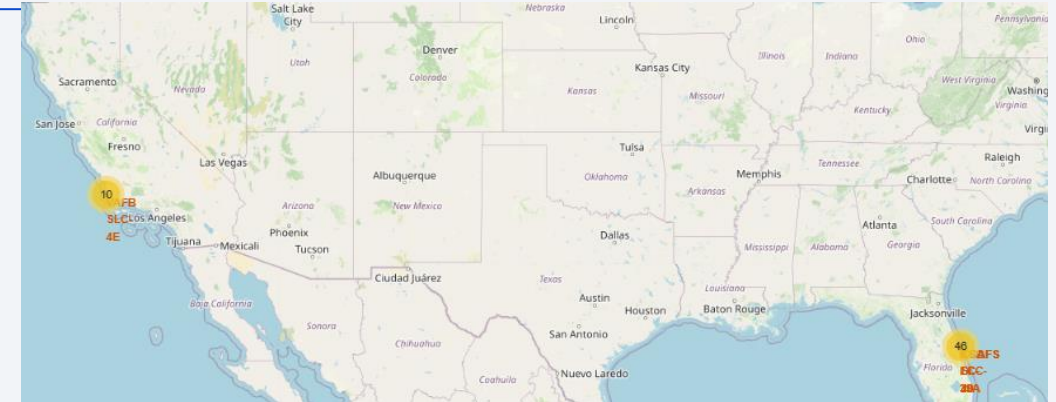 Salt Lake
City
Nebraska
Lincoln
Pennsylvania
Ohio
Denver
Utah
Colorado
Illinois
Indiana
Kansas City
Sacramento
Nevada
Kansas
Missouri
West Virginia
Washing
Virginia
Kentucky
San Jose
California
Virgi
Fresno
Las Vegas
Tulsa
Raleigh
Tennessee
Albuquerque
Oklahoma
Memphis
Charlotte
North Carolina
10
AFB
SLC-
4E
Los Angeles
Arizona
New Mexico
Arkansas
Phoenix
South Carolina
Atlanta
Tijuana
Mexicali
Tucson
Dallas
Mississippi
Alabama
Georgia
Ciudad Juárez
Texas
Louisiana
Austin
Houston
Baton Rouge
Jacksonville
Baja California
Sonora
San Antonio
Chihuahua
46
AFS
Florida
Nuevo Laredo
Coahuila